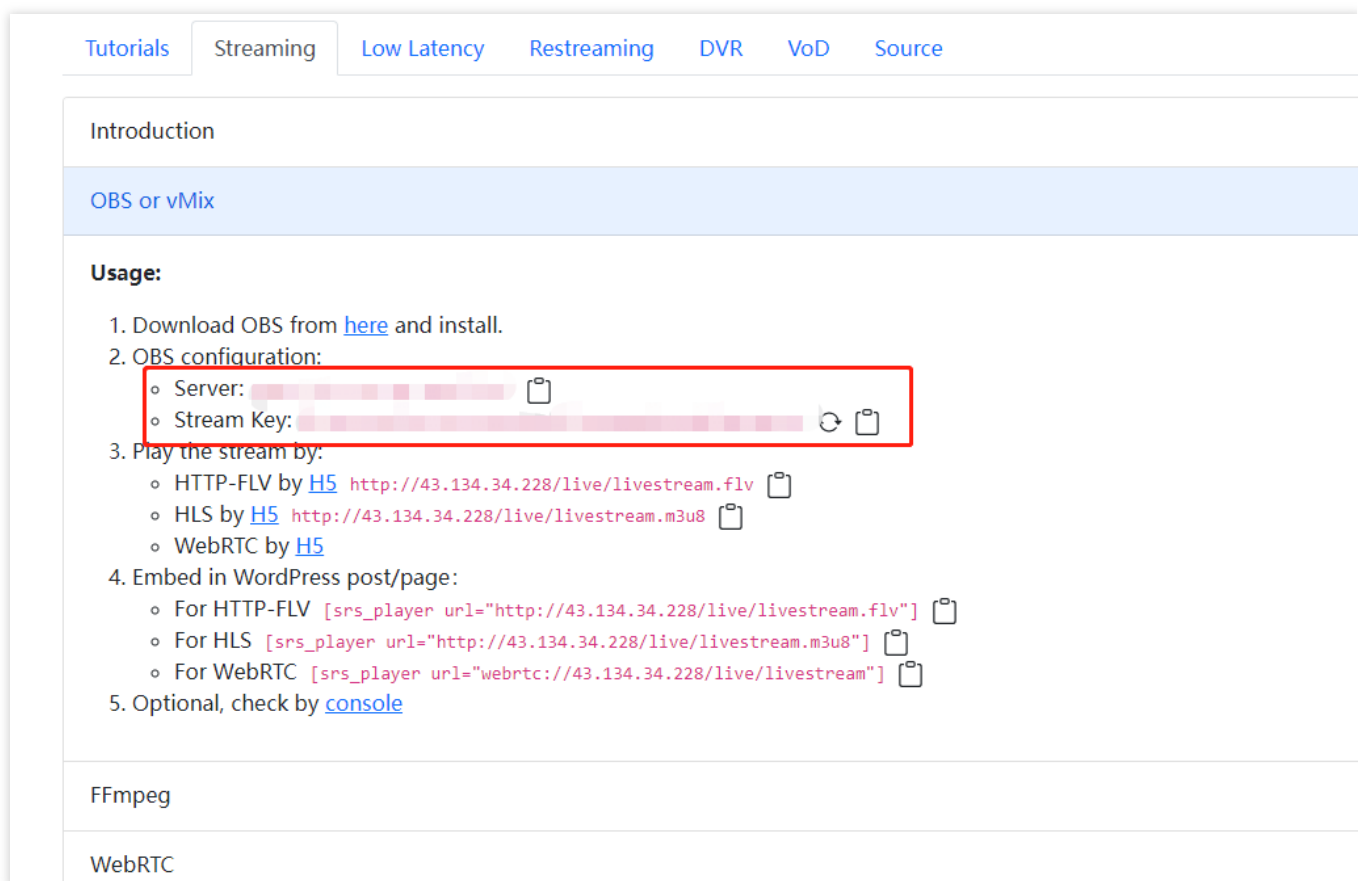 Tutorials Streaming Low Latency Restreaming DVR VoD Source
Introduction
OBS or vMix
Usage:
1. Download OBS from here and install.
2. OBS configuration:
Server:
Stream Key:
3. Play the stream by:
HTTP-FLV by H5 http://43.134.34.228/live/livestream.flv
HLS by H5 http://43.134.34.228/live/livestream.m3u8
WebRTC by H5
4. Embed in WordPress post/page:
For HTTP-FLV [srs_player url="http://43.134.34.228/live/livestream.flv"]
For HLS [srs_player url="http://43.134.34.228/live/livestream.m3u8"]
For WebRTC [srs_player url="webrtc://43.134.34.228/live/livestream"]
5. Optional, check by console
FFmpeg
WebRTC